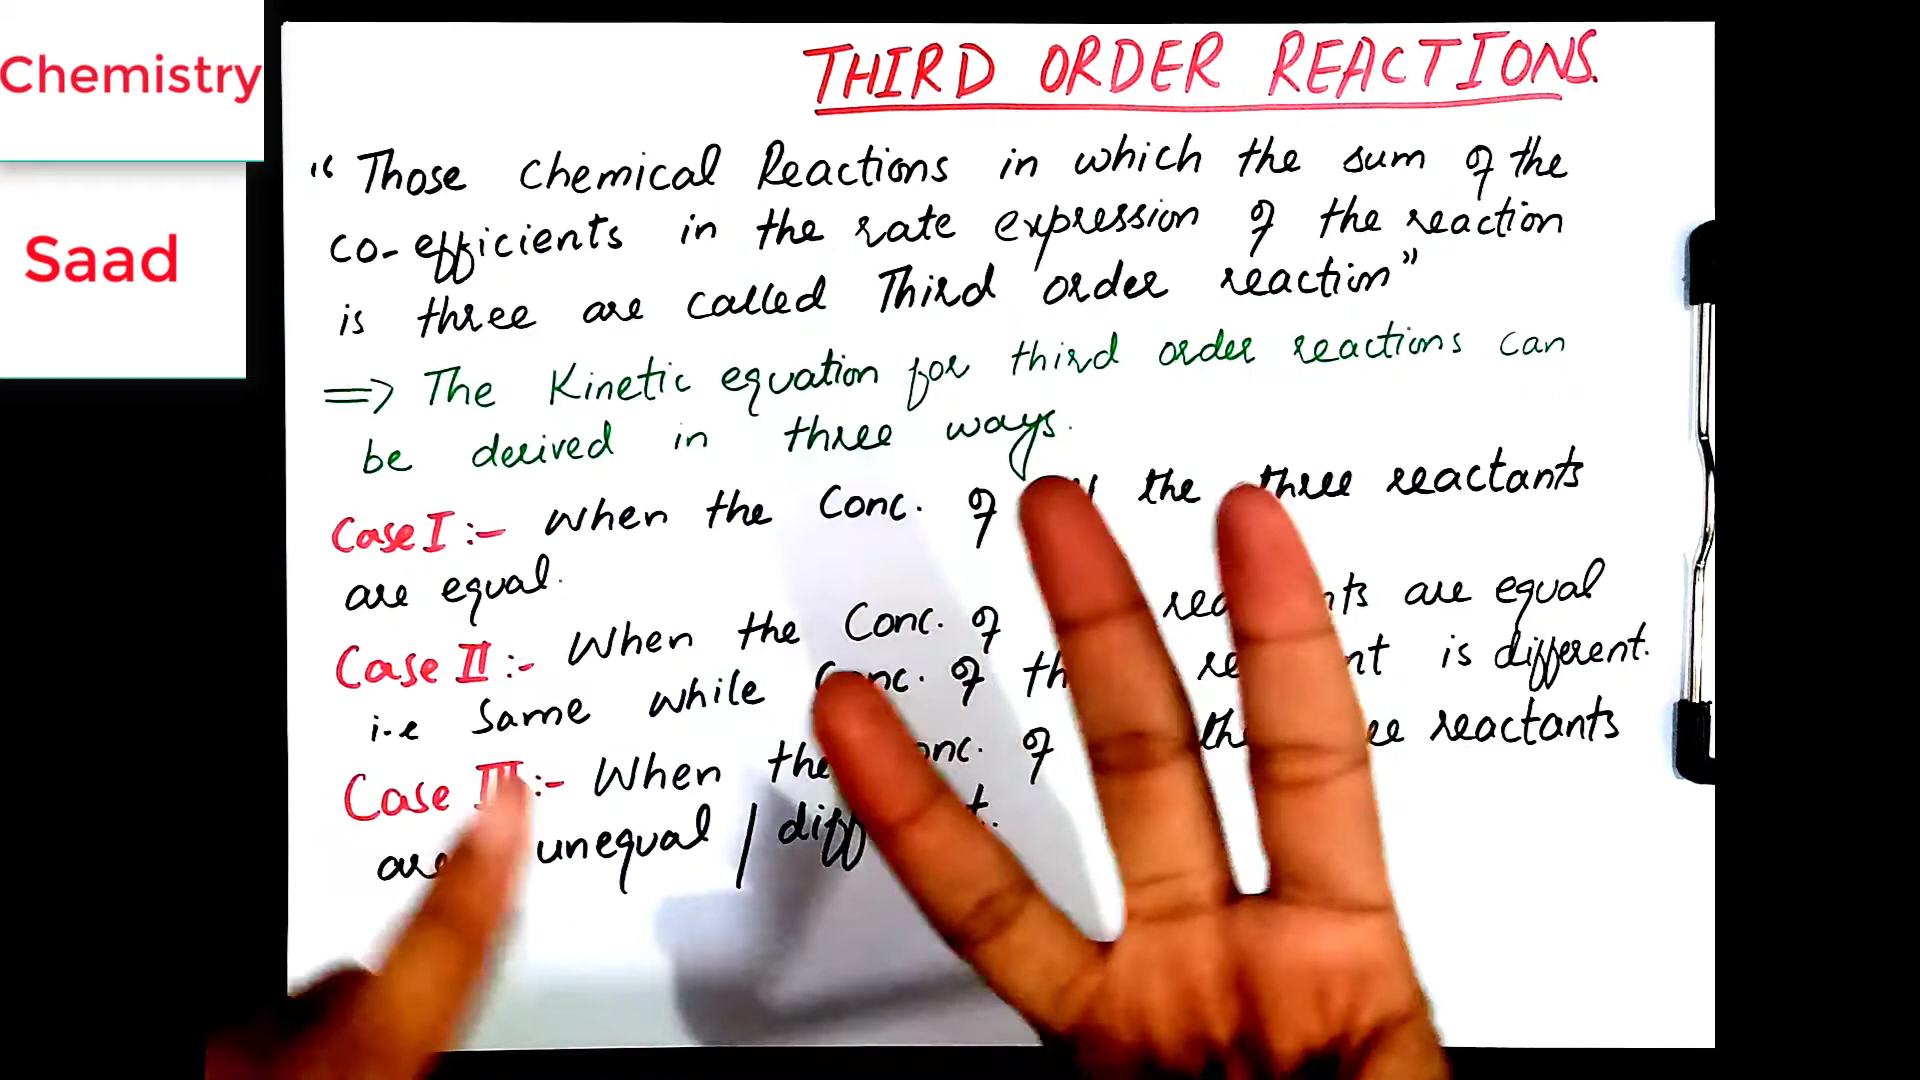 Chemistry
Saad
THIRD ORDER REACTIONS.
"Those Chemical Reactions in which the sum of the
co-efficients in the rate expression of the reaction
is three are called Third order reaction"
=> The Kinetic equation for third order reactions can
be derived in three ways.
Case I :- When the Conc. of the three reactants
are equal.
Case II :- When the Conc. of are equal
i.e Same while Conc. of is different.
Case III :- When the Conc. of reactants
are unequal /